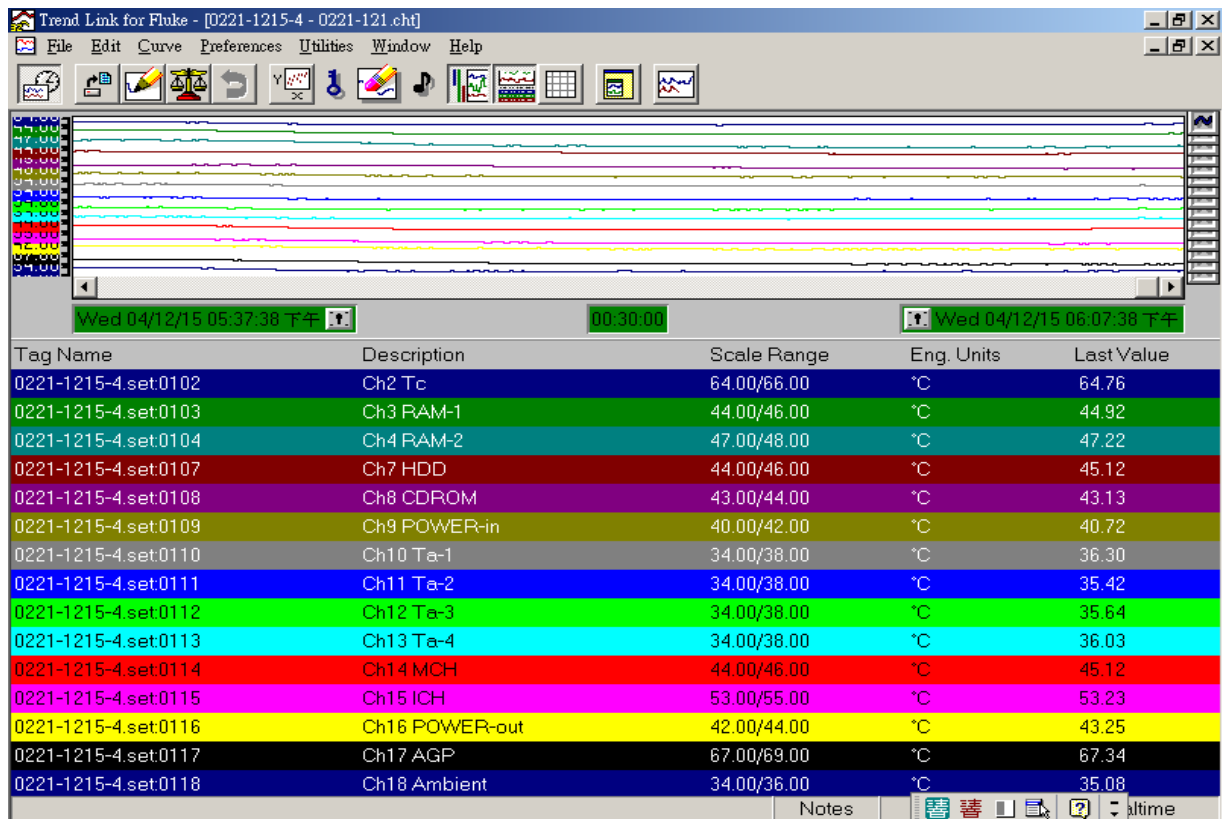 Trend Link for Fluke - [0221-1215-4 - 0221-121.cht]
File Edit Curve Preferences Utilities Window Help
Wed 04/12/15 05:37:38 下午 00:30:00 Wed 04/12/15 06:07:38 下午
Tag Name Description Scale Range Eng. Units Last Value
0221-1215-4.set:0102 Ch2 Tc 64.00/66.00 °C 64.76
0221-1215-4.set:0103 Ch3 RAM-1 44.00/46.00 °C 44.92
0221-1215-4.set:0104 Ch4 RAM-2 47.00/48.00 °C 47.22
0221-1215-4.set:0107 Ch7 HDD 44.00/46.00 °C 45.12
0221-1215-4.set:0108 Ch8 CDROM 43.00/44.00 °C 43.13
0221-1215-4.set:0109 Ch9 POWER-in 40.00/42.00 °C 40.72
0221-1215-4.set:0110 Ch10 Ta-1 34.00/38.00 °C 36.30
0221-1215-4.set:0111 Ch11 Ta-2 34.00/38.00 °C 35.42
0221-1215-4.set:0112 Ch12 Ta-3 34.00/38.00 °C 35.64
0221-1215-4.set:0113 Ch13 Ta-4 34.00/38.00 °C 36.03
0221-1215-4.set:0114 Ch14 MCH 44.00/46.00 °C 45.12
0221-1215-4.set:0115 Ch15 ICH 53.00/55.00 °C 53.23
0221-1215-4.set:0116 Ch16 POWER-out 42.00/44.00 °C 43.25
0221-1215-4.set:0117 Ch17 AGP 67.00/69.00 °C 67.34
0221-1215-4.set:0118 Ch18 Ambient 34.00/36.00 °C 35.08
Notes